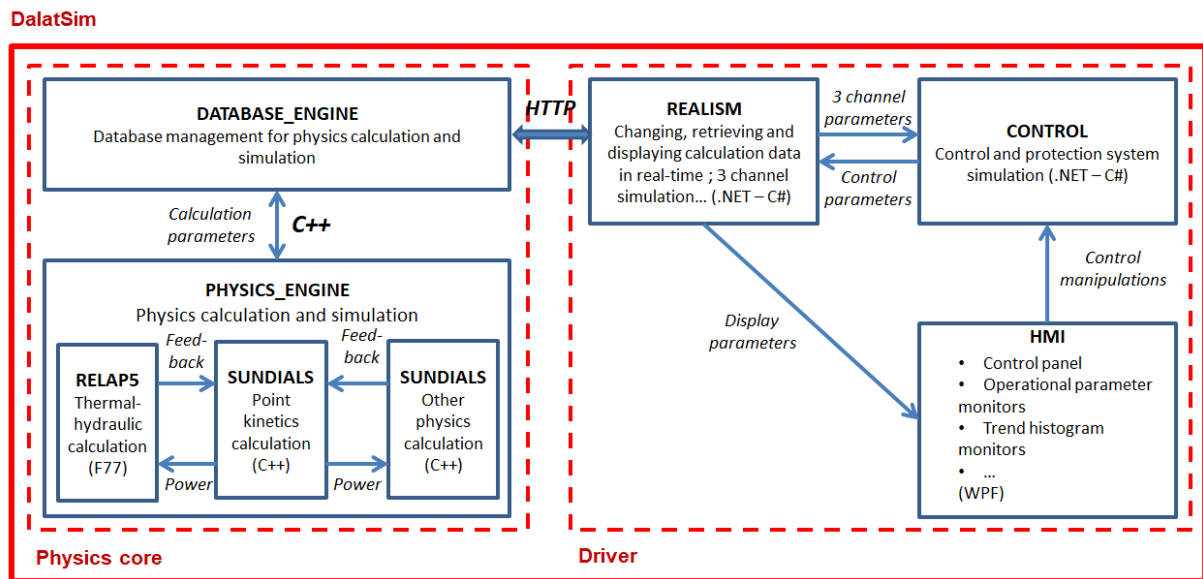 DalatSim
DATABASE_ENGINE
Database management for physics calculation and
simulation
HTTP
REALISM
Changing, retrieving and
displaying calculation data
in real-time ; 3 channel
simulation... (.NET – C#)
3 channel
parameters
Control
parameters
CONTROL
Control and protection system
simulation (.NET – C#)
Calculation
parameters
C++
PHYSICS_ENGINE
Physics calculation and simulation
Feed-
back
Feed-
back
RELAP5
Thermal-
hydraulic
calculation
(F77)
SUNDIALS
Point
kinetics
calculation
(C++)
SUNDIALS
Other
physics
calculation
(C++)
Power
Power
Display
parameters
Control
manipulations
HMI
• Control panel
• Operational parameter
monitors
• Trend histogram
monitors
• ...
(WPF)
Physics core
Driver